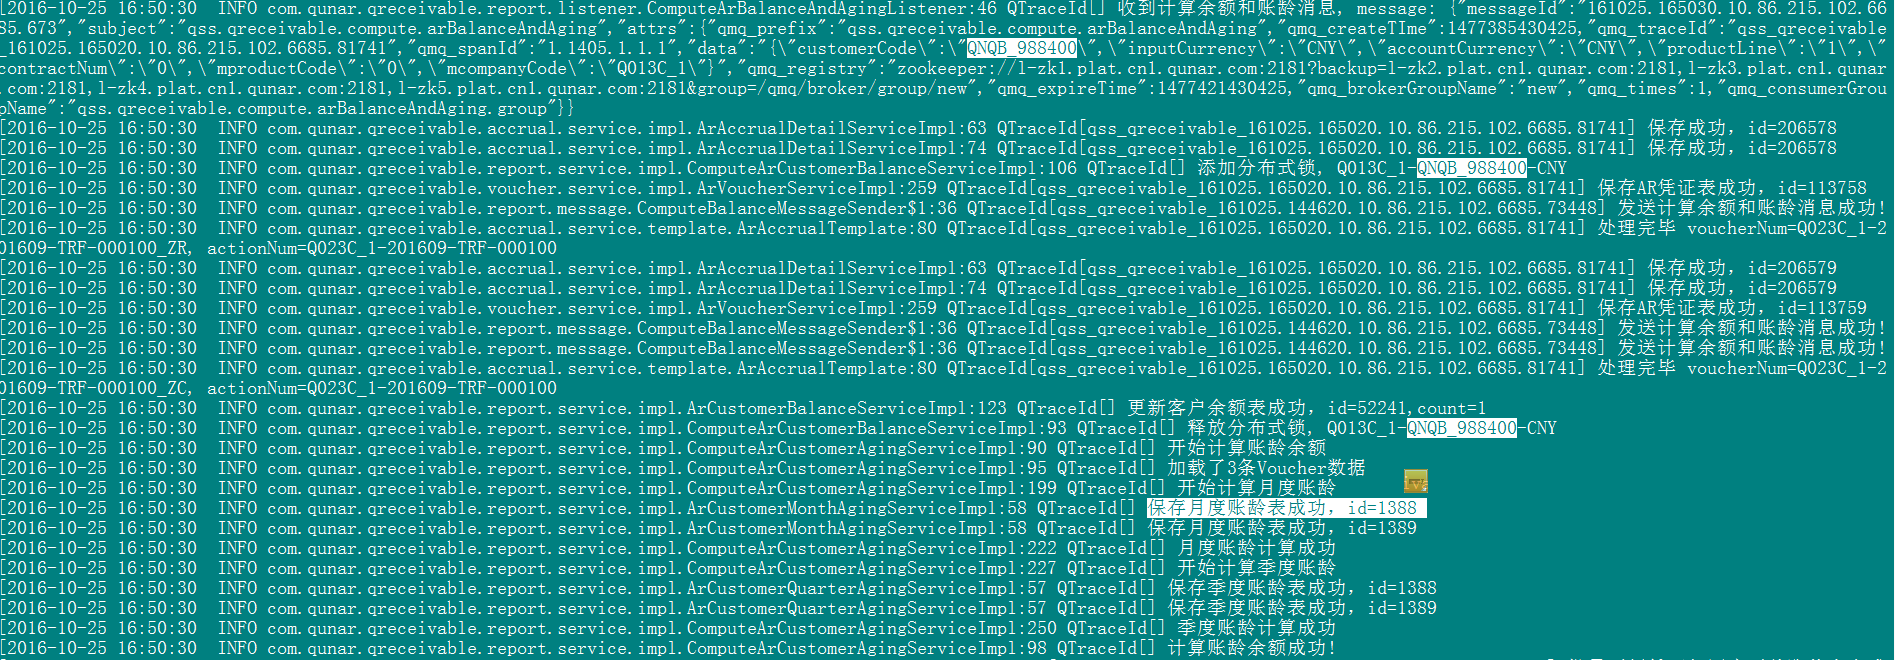 [2016-10-25 16:50:30  INFO com.qunar.qreceivable.report.listener.ComputeArBalanceAndAgingListener:46 QTraceId[] 收到计算余额和账龄消息, message: {"messageId":"161025.165030.10.86.215.102.66
85.673","subject":"qss.qreceivable.compute.arBalanceAndAging","attrs":{"qmq_prefix":"qss.qreceivable.compute.arBalanceAndAging","qmq_createTIme":1477385430425,"qmq_traceId":"qss_qreceivable
_161025.165020.10.86.215.102.6685.81741","qmq_spanId":"1.1405.1.1.1","data":"{\"customerCode\":\"QNQB_988400\",\"inputCurrency\":\"CNY\",\"accountCurrency\":\"CNY\",\"productLine\":\"1\",\"
contractNum\":\"0\",\"mproductCode\":\"0\",\"mcompanyCode\":\"Q013C_1\"}","qmq_registry":"zookeeper://l-zk1.plat.cn1.qunar.com:2181?backup=l-zk2.plat.cn1.qunar.com:2181,l-zk3.plat.cn1.qunar
.com:2181,l-zk4.plat.cn1.qunar.com:2181,l-zk5.plat.cn1.qunar.com:2181&group=/qmq/broker/group/new","qmq_expireTime":1477421430425,"qmq_brokerGroupName":"new","qmq_times":1,"qmq_consumerGrou
pName":"qss.qreceivable.compute.arBalanceAndAging.group"}}
[2016-10-25 16:50:30  INFO com.qunar.qreceivable.accrual.service.impl.ArAccrualDetailServiceImpl:63 QTraceId[qss_qreceivable_161025.165020.10.86.215.102.6685.81741] 保存成功, id=206578
[2016-10-25 16:50:30  INFO com.qunar.qreceivable.accrual.service.impl.ArAccrualDetailServiceImpl:74 QTraceId[qss_qreceivable_161025.165020.10.86.215.102.6685.81741] 保存成功, id=206578
[2016-10-25 16:50:30  INFO com.qunar.qreceivable.report.service.impl.ComputeArCustomerBalanceServiceImpl:106 QTraceId[] 添加分布式锁, Q013C_1-QNQB_988400-CNY
[2016-10-25 16:50:30  INFO com.qunar.qreceivable.voucher.service.impl.ArVoucherServiceImpl:259 QTraceId[qss_qreceivable_161025.165020.10.86.215.102.6685.81741] 保存AR凭证表成功, id=113758
[2016-10-25 16:50:30  INFO com.qunar.qreceivable.report.message.ComputeBalanceMessageSender$1:36 QTraceId[qss_qreceivable_161025.144620.10.86.215.102.6685.73448] 发送计算余额和账龄消息成功!
[2016-10-25 16:50:30  INFO com.qunar.qreceivable.accrual.service.template.ArAccrualTemplate:80 QTraceId[qss_qreceivable_161025.165020.10.86.215.102.6685.81741] 处理完毕 voucherNum=Q023C_1-2
01609-TRF-000100_ZR, actionNum=Q023C_1-201609-TRF-000100
[2016-10-25 16:50:30  INFO com.qunar.qreceivable.accrual.service.impl.ArAccrualDetailServiceImpl:63 QTraceId[qss_qreceivable_161025.165020.10.86.215.102.6685.81741] 保存成功, id=206579
[2016-10-25 16:50:30  INFO com.qunar.qreceivable.accrual.service.impl.ArAccrualDetailServiceImpl:74 QTraceId[qss_qreceivable_161025.165020.10.86.215.102.6685.81741] 保存成功, id=206579
[2016-10-25 16:50:30  INFO com.qunar.qreceivable.voucher.service.impl.ArVoucherServiceImpl:259 QTraceId[qss_qreceivable_161025.165020.10.86.215.102.6685.81741] 保存AR凭证表成功, id=113759
[2016-10-25 16:50:30  INFO com.qunar.qreceivable.report.message.ComputeBalanceMessageSender$1:36 QTraceId[qss_qreceivable_161025.144620.10.86.215.102.6685.73448] 发送计算余额和账龄消息成功!
[2016-10-25 16:50:30  INFO com.qunar.qreceivable.report.message.ComputeBalanceMessageSender$1:36 QTraceId[qss_qreceivable_161025.144620.10.86.215.102.6685.73448] 发送计算余额和账龄消息成功!
[2016-10-25 16:50:30  INFO com.qunar.qreceivable.accrual.service.template.ArAccrualTemplate:80 QTraceId[qss_qreceivable_161025.165020.10.86.215.102.6685.81741] 处理完毕 voucherNum=Q023C_1-2
01609-TRF-000100_ZC, actionNum=Q023C_1-201609-TRF-000100
[2016-10-25 16:50:30  INFO com.qunar.qreceivable.report.service.impl.ArCustomerBalanceServiceImpl:123 QTraceId[] 更新客户余额表成功, id=52241,count=1
[2016-10-25 16:50:30  INFO com.qunar.qreceivable.report.service.impl.ComputeArCustomerBalanceServiceImpl:93 QTraceId[] 释放分布式锁, Q013C_1-QNQB_988400-CNY
[2016-10-25 16:50:30  INFO com.qunar.qreceivable.report.service.impl.ComputeArCustomerAgingServiceImpl:90 QTraceId[] 开始计算账龄余额
[2016-10-25 16:50:30  INFO com.qunar.qreceivable.report.service.impl.ComputeArCustomerAgingServiceImpl:95 QTraceId[] 加载了3条Voucher数据
[2016-10-25 16:50:30  INFO com.qunar.qreceivable.report.service.impl.ComputeArCustomerAgingServiceImpl:199 QTraceId[] 开始计算月度账龄
[2016-10-25 16:50:30  INFO com.qunar.qreceivable.report.service.impl.ArCustomerMonthAgingServiceImpl:58 QTraceId[] 保存月度账龄表成功, id=1388
[2016-10-25 16:50:30  INFO com.qunar.qreceivable.report.service.impl.ArCustomerMonthAgingServiceImpl:58 QTraceId[] 保存月度账龄表成功, id=1389
[2016-10-25 16:50:30  INFO com.qunar.qreceivable.report.service.impl.ComputeArCustomerAgingServiceImpl:222 QTraceId[] 月度账龄计算成功
[2016-10-25 16:50:30  INFO com.qunar.qreceivable.report.service.impl.ComputeArCustomerAgingServiceImpl:227 QTraceId[] 开始计算季度账龄
[2016-10-25 16:50:30  INFO com.qunar.qreceivable.report.service.impl.ArCustomerQuarterAgingServiceImpl:57 QTraceId[] 保存季度账龄表成功, id=1388
[2016-10-25 16:50:30  INFO com.qunar.qreceivable.report.service.impl.ArCustomerQuarterAgingServiceImpl:57 QTraceId[] 保存季度账龄表成功, id=1389
[2016-10-25 16:50:30  INFO com.qunar.qreceivable.report.service.impl.ComputeArCustomerAgingServiceImpl:250 QTraceId[] 季度账龄计算成功
[2016-10-25 16:50:30  INFO com.qunar.qreceivable.report.service.impl.ComputeArCustomerAgingServiceImpl:98 QTraceId[] 计算账龄余额成功!